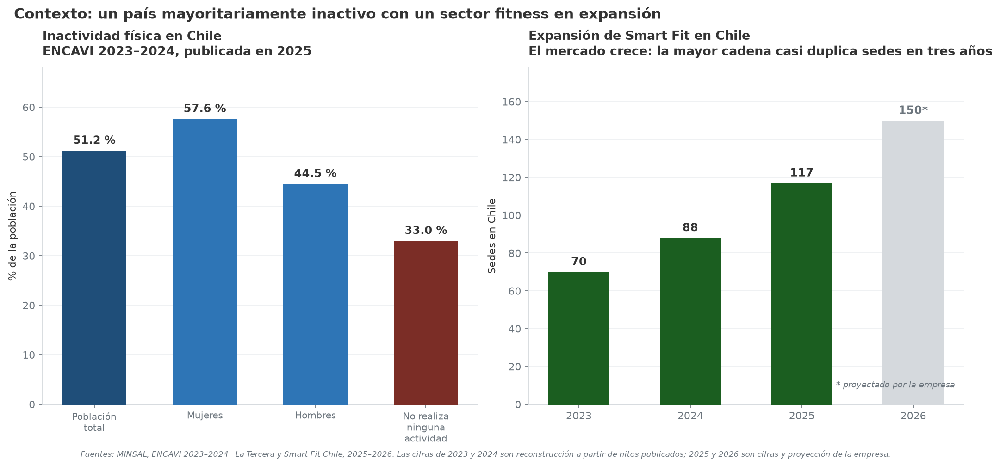 Contexto: un país mayoritariamente inactivo con un sector fitness en expansión
Inactividad física en Chile
ENCAVI 2023–2024, publicada en 2025
% de la población
60
50
40
30
20
10
0
51.2 %
57.6 %
44.5 %
33.0 %
Población
total
Mujeres
Hombres
No realiza
ninguna
actividad
Expansión de Smart Fit en Chile
El mercado crece: la mayor cadena casi duplica sedes en tres años
Sedes en Chile
160
140
120
100
80
60
40
20
0
70
88
117
150*
* proyectado por la empresa
2023
2024
2025
2026
Fuentes: MINSAL, ENCAVI 2023–2024 · La Tercera y Smart Fit Chile, 2025–2026. Las cifras de 2023 y 2024 son reconstrucción a partir de hitos publicados; 2025 y 2026 son cifras y proyección de la empresa.